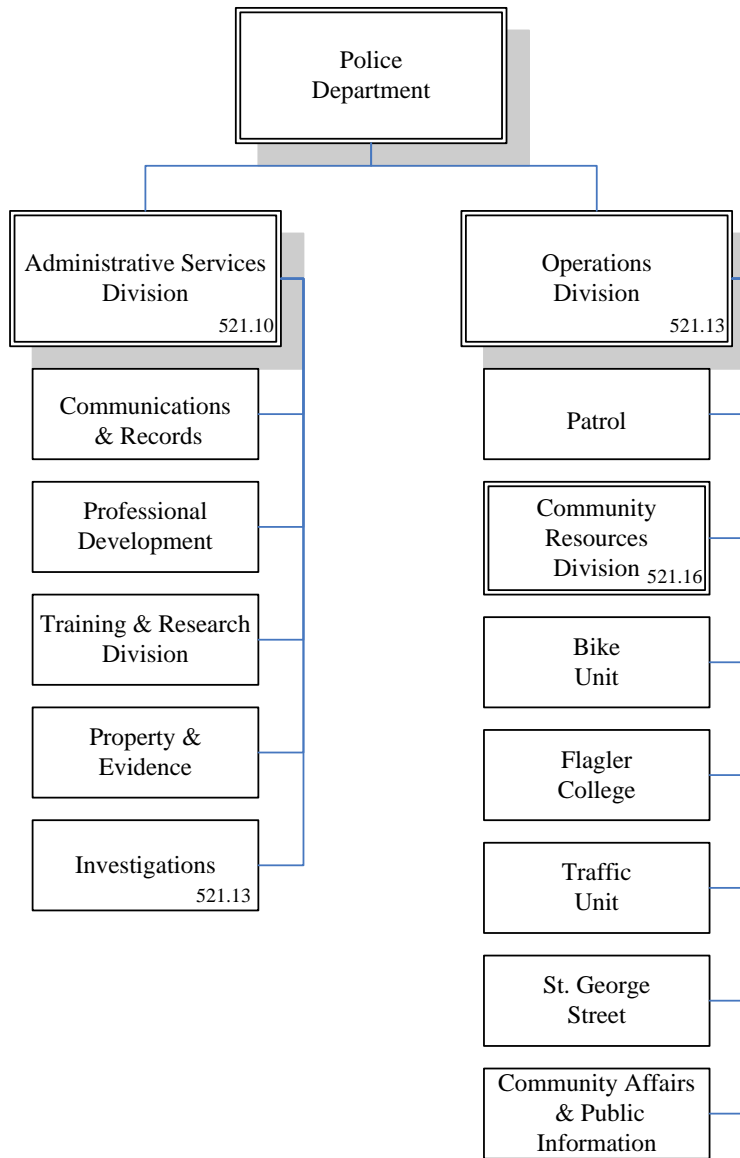 Police
Department
Administrative Services
Division
521.10
Communications
& Records
Professional
Development
Training & Research
Division
Property &
Evidence
Investigations
521.13
Operations
Division
521.13
Patrol
Community
Resources
Division 521.16
Bike
Unit
Flagler
College
Traffic
Unit
St. George
Street
Community Affairs
& Public
Information